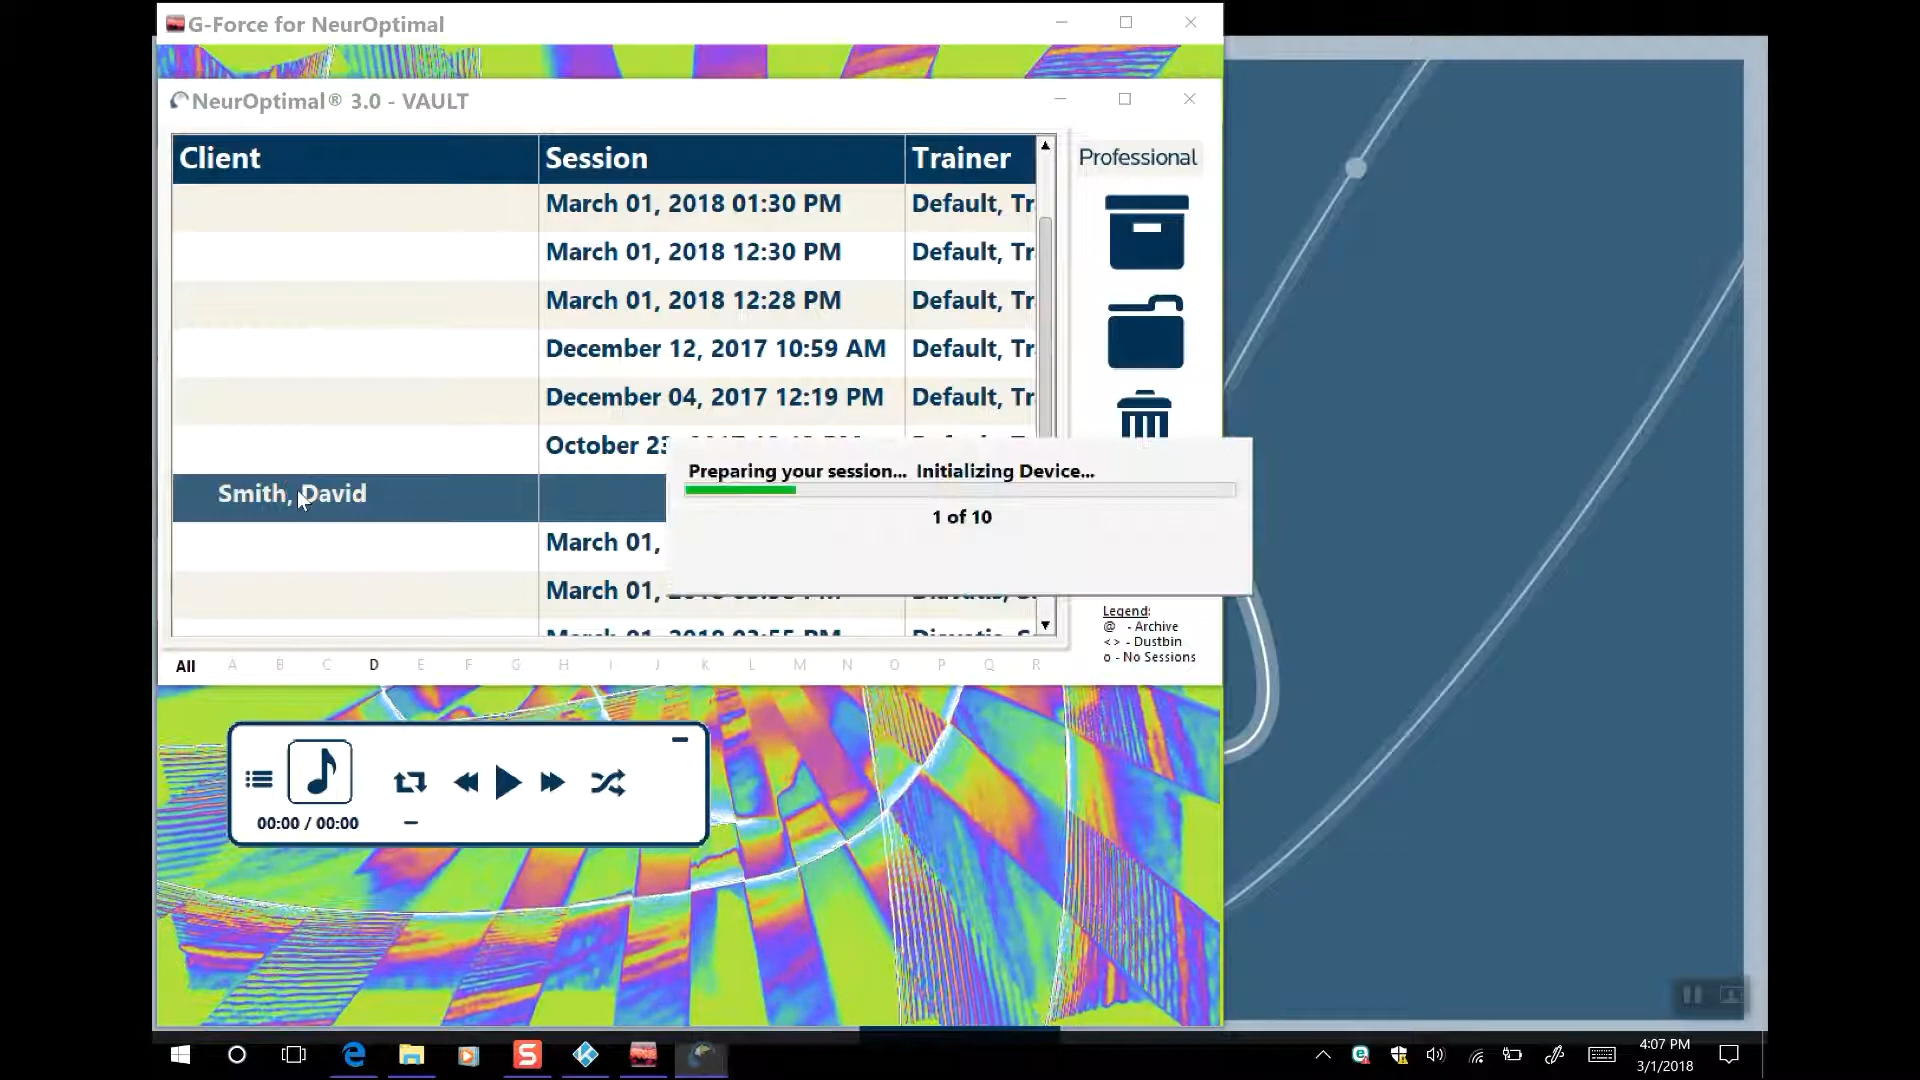 G-Force for NeurOptimal
NeurOptimal® 3.0 - VAULT
Client Session Trainer
Professional
March 01, 2018 01:30 PM Default, Tr
March 01, 2018 12:30 PM Default, Tr
March 01, 2018 12:28 PM Default, Tr
December 12, 2017 10:59 AM Default, Tr
December 04, 2017 12:19 PM Default, Tr
October 23
Preparing your session... Initializing Device...
1 of 10
Smith, David
March 01,
March 01,
Legend:
@ - Archive
<> - Dustbin
o - No Sessions
All A B C D E F G H I J K L M N O P Q R
00:00 / 00:00
4:07 PM
3/1/2018